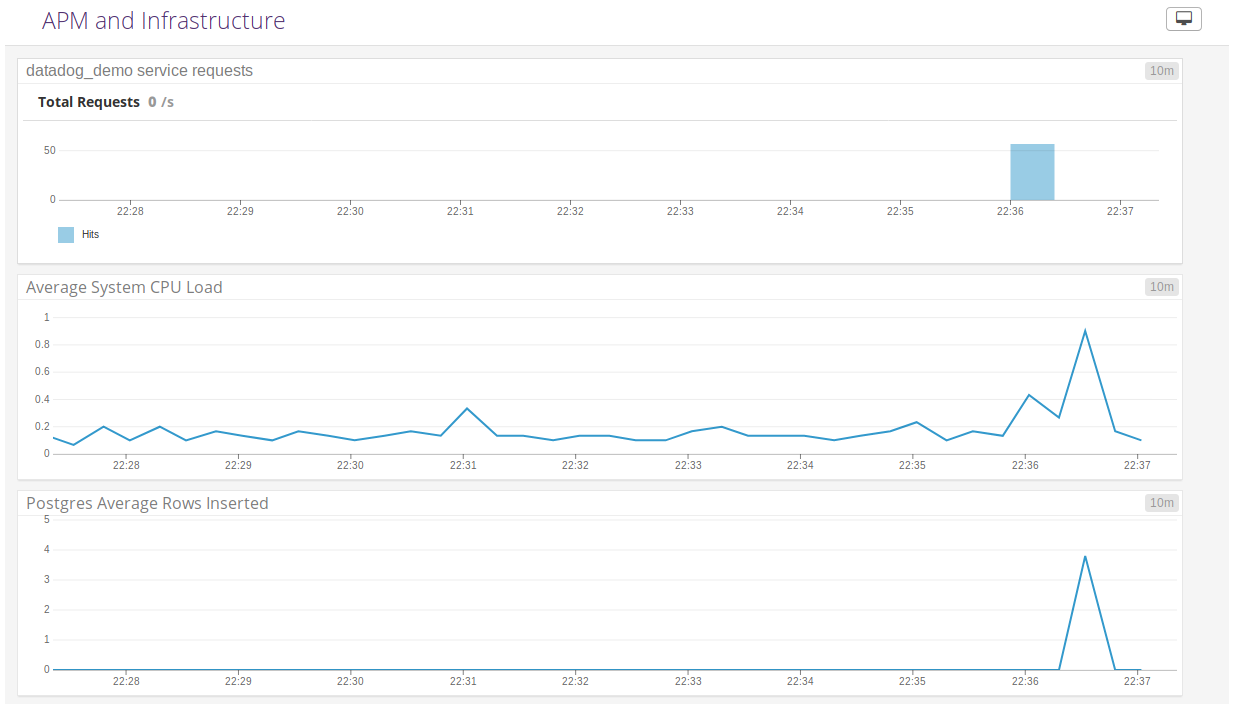 APM and Infrastructure
datadog_demo service requests 10m
Total Requests 0 /s
50
0
22:28 22:29 22:30 22:31 22:32 22:33 22:34 22:35 22:36 22:37
Hits
Average System CPU Load 10m
1
0.8
0.6
0.4
0.2
0
22:28 22:29 22:30 22:31 22:32 22:33 22:34 22:35 22:36 22:37
Postgres Average Rows Inserted 10m
5
4
3
2
1
0
22:28 22:29 22:30 22:31 22:32 22:33 22:34 22:35 22:36 22:37